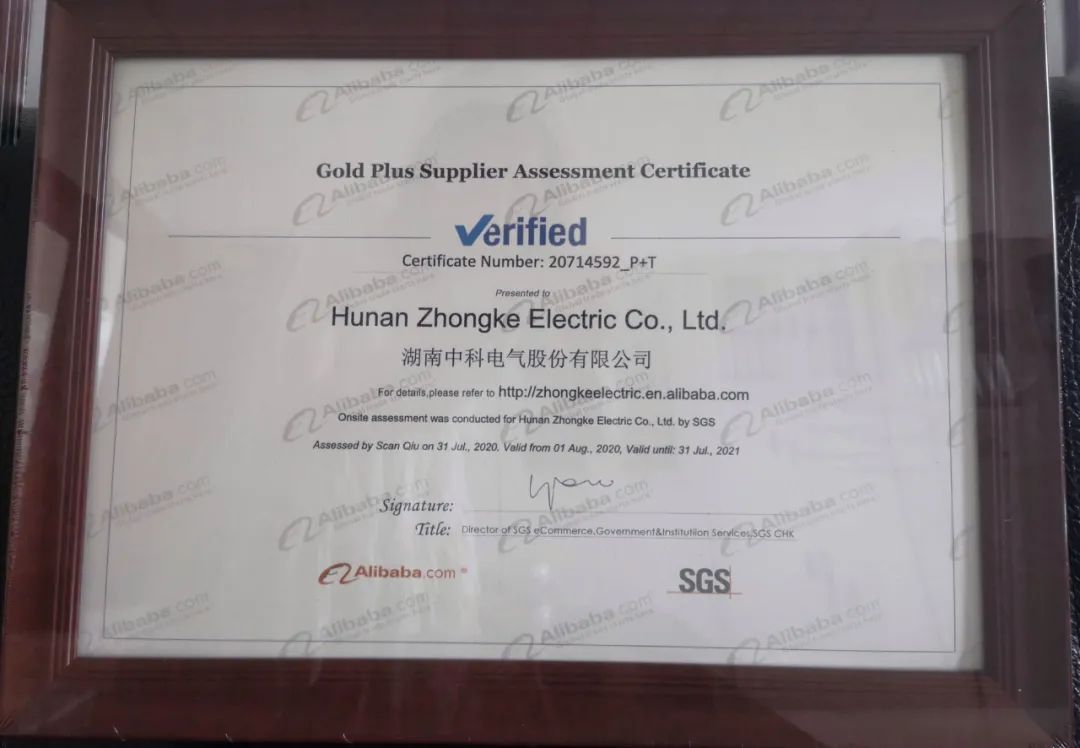 Gold Plus Supplier Assessment Certificate
Verified
Certificate Number: 20714592_P+T
Presented to
Hunan Zhongke Electric Co., Ltd.
湖南中科电气股份有限公司
For details,please refer to http://zhongkeelectric.en.alibaba.com
Onsite assessment was conducted for Hunan Zhongke Electric Co., Ltd. by SGS
Assessed by Scan Qiu on 31 Jul., 2020. Valid from 01 Aug., 2020, Valid until: 31 Jul., 2021
Signature:
Title: Director of SGS eCommerce,Government&Institutiion Services,SGS CHK
Alibaba.com®
SGS